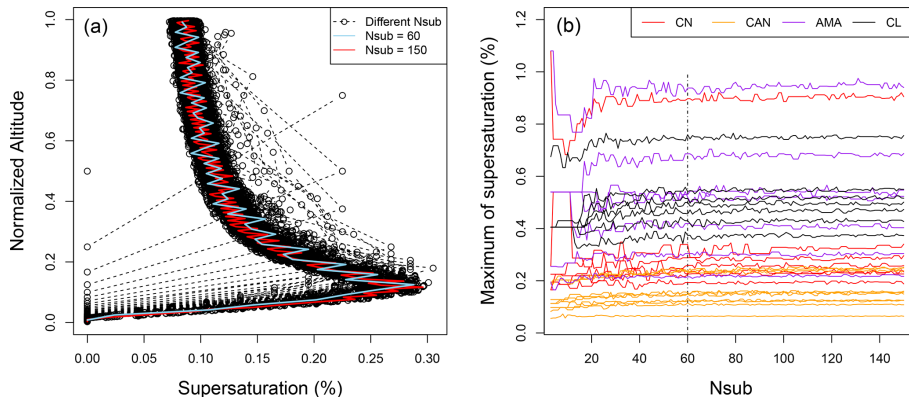 (a)
Different Nsub
Nsub = 60
Nsub = 150
Normalized Altitude
0.0
0.2
0.4
0.6
0.8
1.0
0.00
0.05
0.10
0.15
0.20
0.25
0.30
Supersaturation (%)
(b)
CN
CAN
AMA
CL
Maximum of supersaturation (%)
0.0
0.2
0.4
0.6
0.8
1.0
1.2
20
40
60
80
100
120
140
Nsub